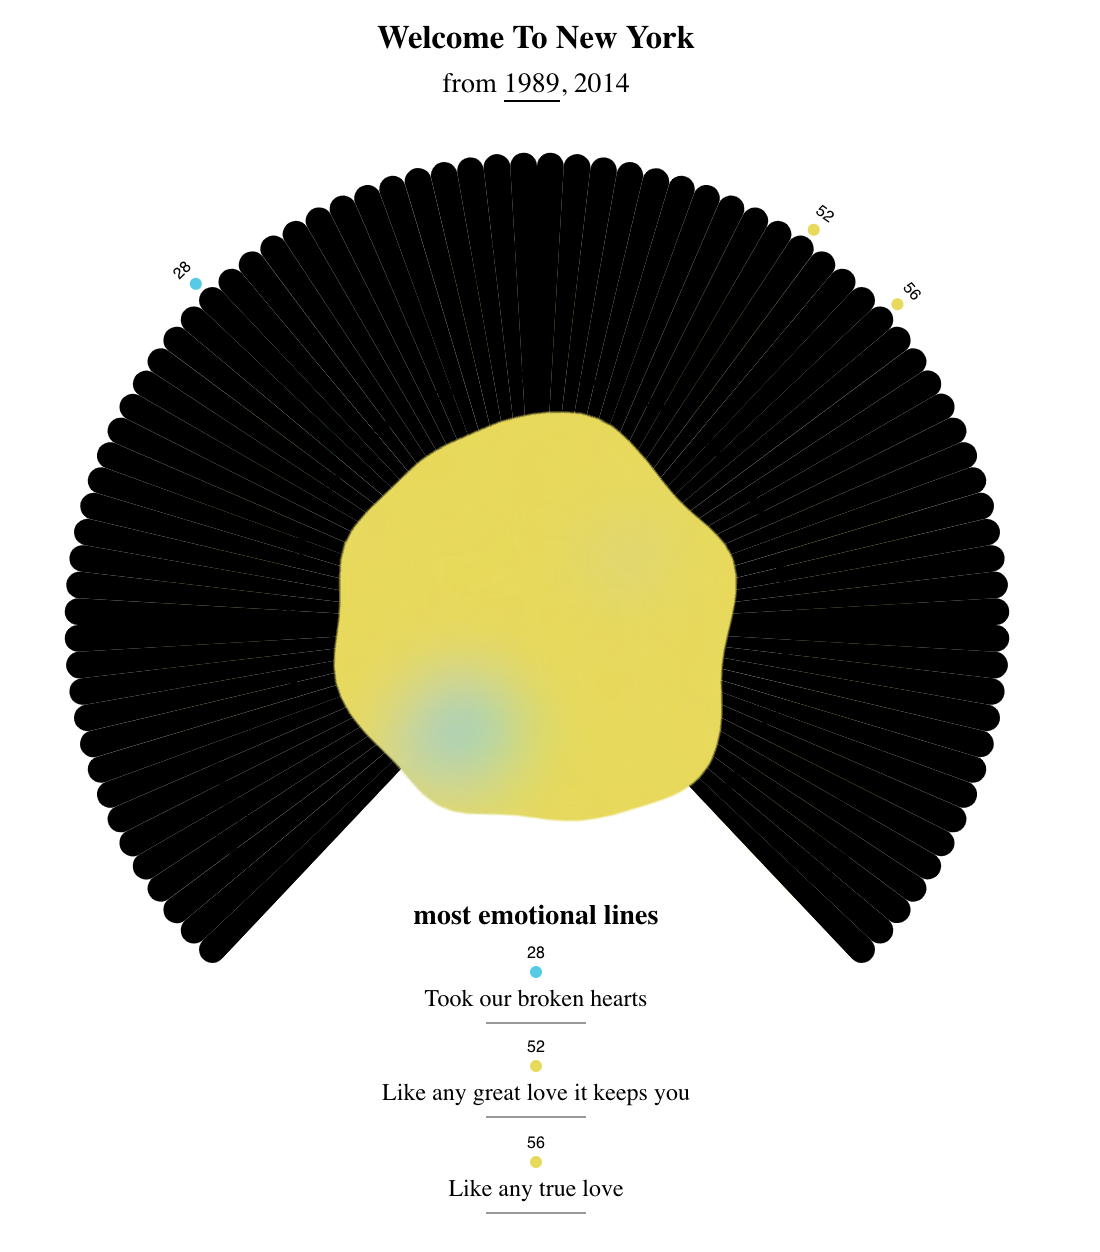 Welcome To New York
from 1989, 2014
52
28
56
most emotional lines
28
Took our broken hearts
52
Like any great love it keeps you
56
Like any true love